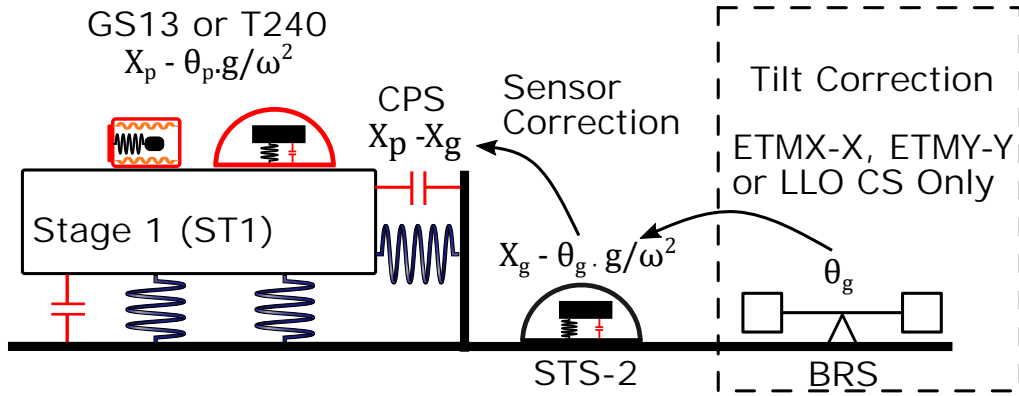 GS13 or T240
Xp - θp.g/ω²
CPS
Xp -Xg
Sensor
Correction
Tilt Correction
ETMX-X, ETMY-Y
or LLO CS Only
Stage 1 (ST1)
Xg - θg. g/ω²
θg
STS-2
BRS